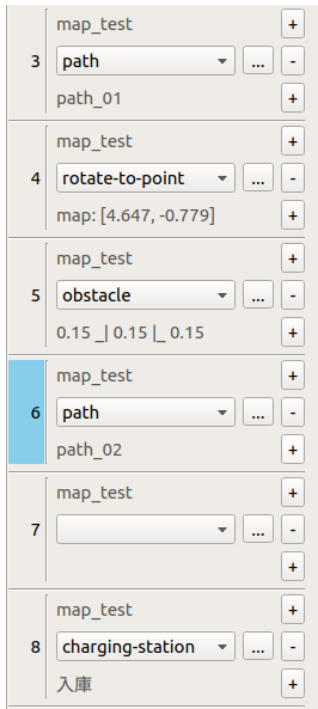 map_test
+
3
path
...
-
path_01
+
map_test
+
4
rotate-to-point
...
-
map: [4.647, -0.779]
+
map_test
+
5
obstacle
...
-
0.15 _| 0.15 |_ 0.15
+
map_test
+
6
path
...
-
path_02
+
map_test
+
7
...
-
+
map_test
+
8
charging-station
...
-
入庫
+